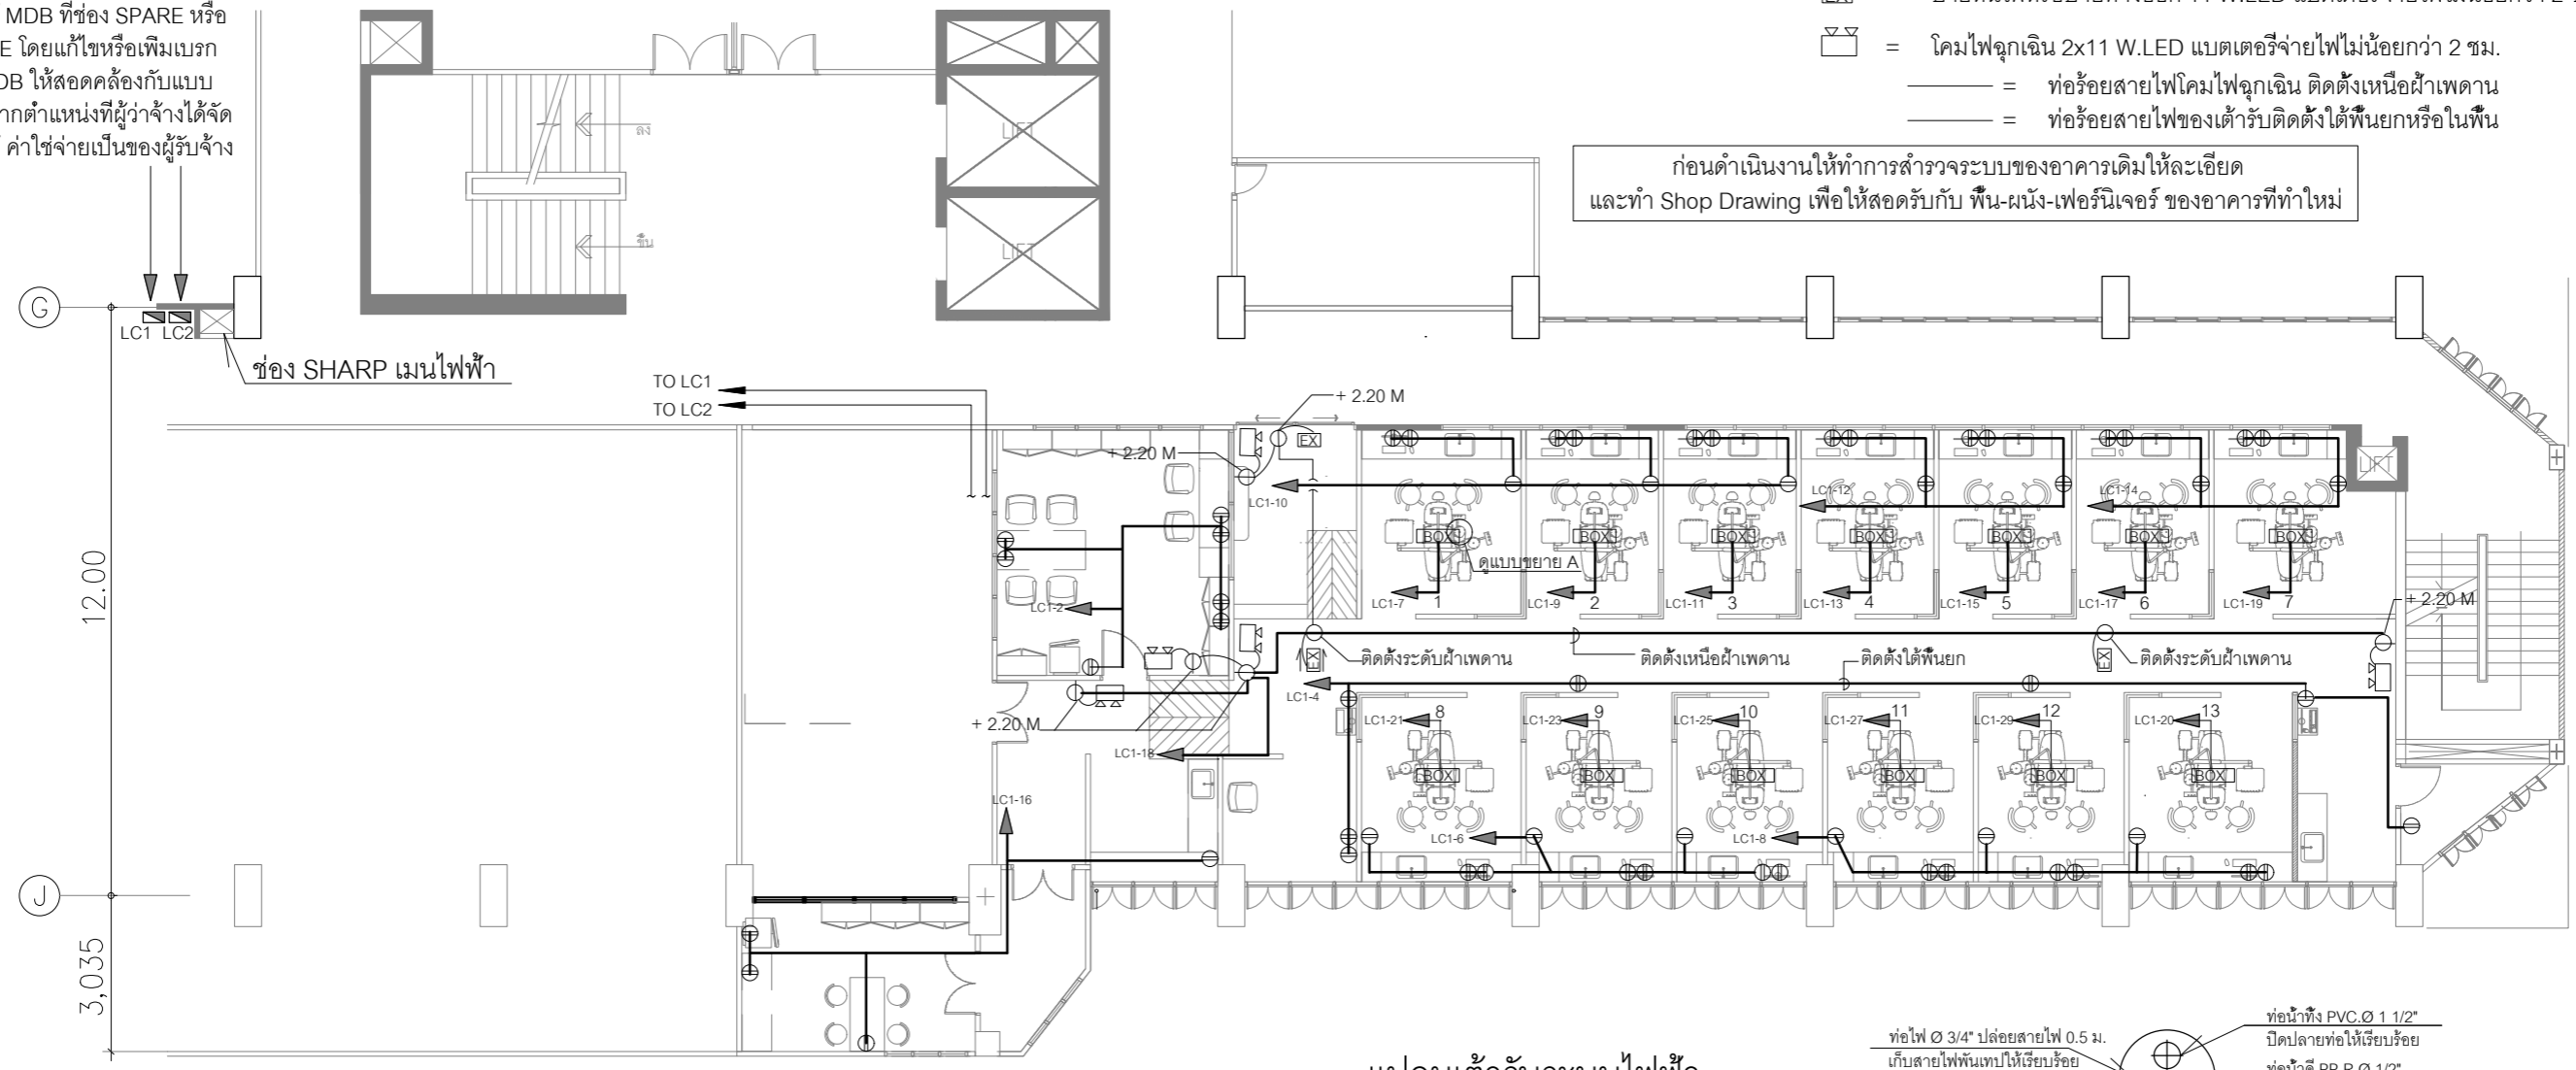 MDB ที่ช่อง SPARE หรือ
E โดยแก้ไขหรือเพิ่มเบรก
DB ให้สอดคล้องกับแบบ
ากตำแหน่งที่ผู้ว่าจ้างได้จัด
ค่าใช่จ่ายเป็นของผู้รับจ้าง
EX
= โคมไฟฉุกเฉิน 2x11 W.LED แบตเตอรี่จ่ายไฟไม่น้อยกว่า 2 ชม.
= ท่อร้อยสายไฟโคมไฟฉุกเฉิน ติดตั้งเหนือฝ้าเพดาน
= ท่อร้อยสายไฟของเต้ารับติดตั้งใต้พื้นยกหรือในพื้น
ก่อนดำเนินงานให้ทำการสำรวจระบบของอาคารเดิมให้ละเอียด
และทำ Shop Drawing เพื่อให้สอดรับกับ พื้น-ผนัง-เฟอร์นิเจอร์ ของอาคารที่ทำใหม่
ลง
ขึ้น
LIFT
LIFT
G
LC1 LC2
ช่อง SHARP เมนไฟฟ้า
TO LC1
TO LC2
+ 2.20 M
EX
+ 2.20 M
LIFT
LC1-10
LC1-12
LC1-14
BOX BOX BOX BOX BOX BOX BOX
ดูแบบขยาย A
12.00
LC1-2
LC1-7 1
LC1-9 2
LC1-11 3
LC1-13 4
LC1-15 5
LC1-17 6
LC1-19 7
+ 2.20 M
EX
ติดตั้งระดับฝ้าเพดาน
ติดตั้งเหนือฝ้าเพดาน
ติดตั้งใต้พื้นยก
EX
ติดตั้งระดับฝ้าเพดาน
LC1-4
+ 2.20 M
LC1-21 8
LC1-23 9
LC1-25 10
LC1-27 11
LC1-29 12
LC1-20 13
LC1-18
BOX BOX BOX BOX BOX BOX
LC1-16
LC1-6
LC1-8
J
3,035
ท่อไฟ Ø 3/4" ปล่อยสายไฟ 0.5 ม.
เก็บสายไฟพันเทปให้เรียบร้อย
ท่อน้ำทิ้ง PVC.Ø 1 1/2"
ปิดปลายท่อให้เรียบร้อย
ท่อน้ำดี PP-R Ø 1/2"